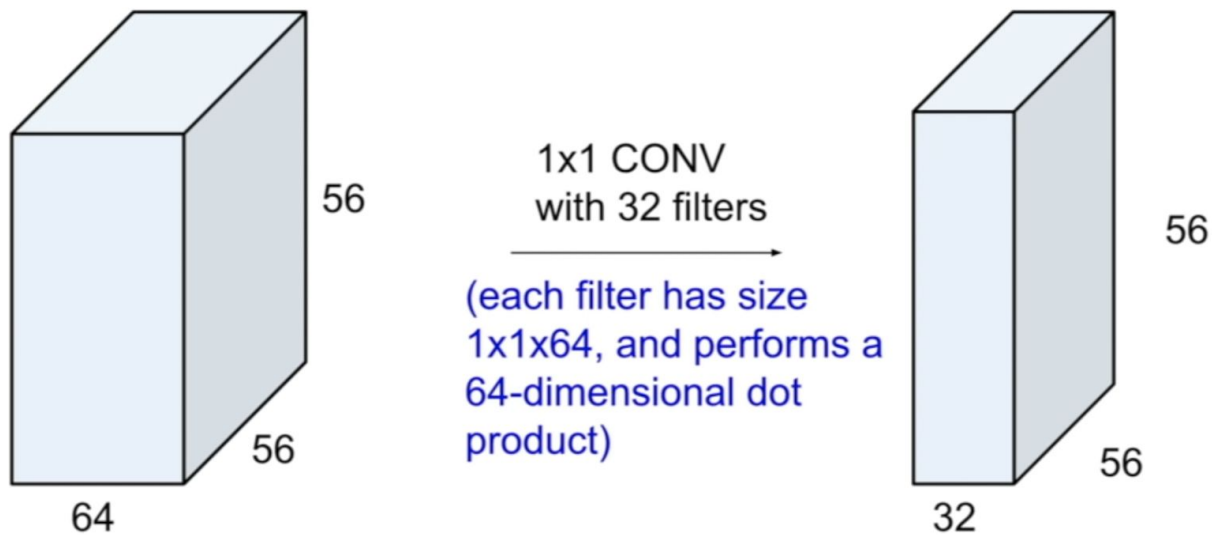 56
56
64
1x1 CONV
with 32 filters
(each filter has size
1x1x64, and performs a
64-dimensional dot
product)
56
56
32